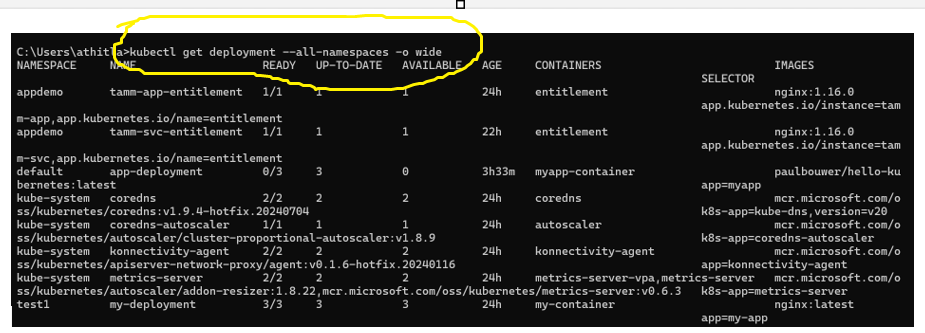 C:\Users\athitla>kubectl get deployment --all-namespaces -o wide
NAMESPACE NAME READY UP-TO-DATE AVAILABLE AGE CONTAINERS IMAGES
SELECTOR
appdemo tamm-app-entitlement 1/1 1 1 24h entitlement nginx:1.16.0
app.kubernetes.io/instance=tam
m-app,app.kubernetes.io/name=entitlement
appdemo tamm-svc-entitlement 1/1 1 1 22h entitlement nginx:1.16.0
app.kubernetes.io/instance=tam
m-svc,app.kubernetes.io/name=entitlement
default app-deployment 0/3 3 0 3h33m myapp-container paulbouwer/hello-ku
bernetes:latest app=myapp
kube-system coredns 2/2 2 2 24h coredns mcr.microsoft.com/o
ss/kubernetes/coredns:v1.9.4-hotfix.20240704 k8s-app=kube-dns,version=v20
kube-system coredns-autoscaler 1/1 1 1 24h autoscaler mcr.microsoft.com/o
ss/kubernetes/autoscaler/cluster-proportional-autoscaler:v1.8.9 k8s-app=coredns-autoscaler
kube-system konnectivity-agent 2/2 2 2 24h konnectivity-agent mcr.microsoft.com/o
ss/kubernetes/apiserver-network-proxy/agent:v0.1.6-hotfix.20240116 app=konnectivity-agent
kube-system metrics-server 2/2 2 2 24h metrics-server-vpa,metrics-server mcr.microsoft.com/o
ss/kubernetes/autoscaler/addon-resizer:1.8.22,mcr.microsoft.com/oss/kubernetes/metrics-server:v0.6.3 k8s-app=metrics-server
test1 my-deployment 3/3 3 3 24h my-container nginx:latest
app=my-app